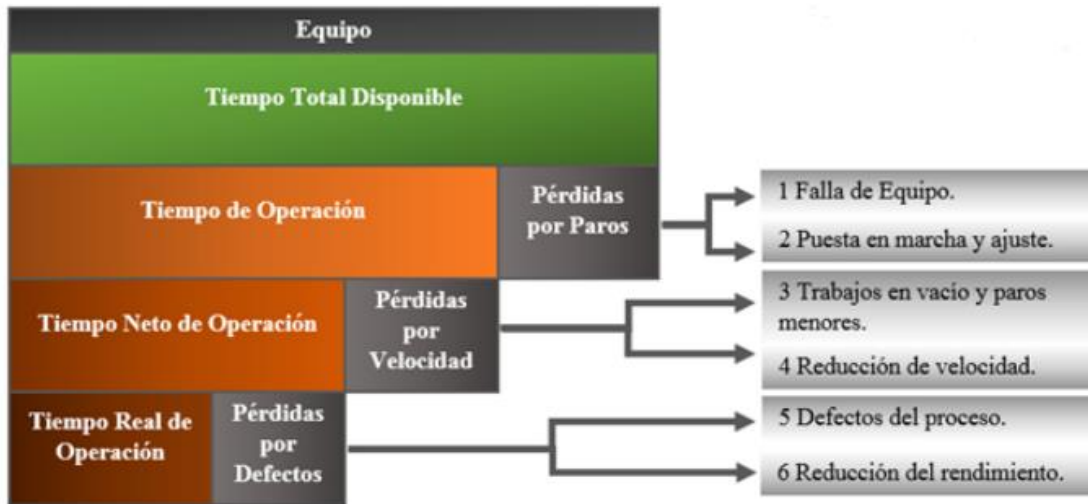 Equipo
Tiempo Total Disponible
Tiempo de Operación
Pérdidas
por Paros
1 Falla de Equipo.
2 Puesta en marcha y ajuste.
Tiempo Neto de Operación
Pérdidas
por
Velocidad
3 Trabajos en vacío y paros
menores.
4 Reducción de velocidad.
Tiempo Real de
Operación
Pérdidas
por
Defectos
5 Defectos del proceso.
6 Reducción del rendimiento.